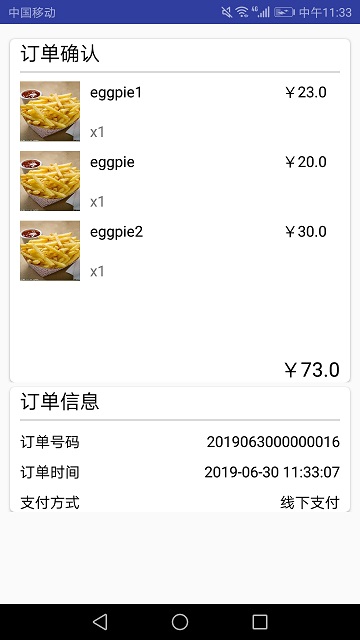 中国移动 中午11:33
订单确认
eggpie1 ￥23.0
x1
eggpie ￥20.0
x1
eggpie2 ￥30.0
x1
￥73.0
订单信息
订单号码 2019063000000016
订单时间 2019-06-30 11:33:07
支付方式 线下支付